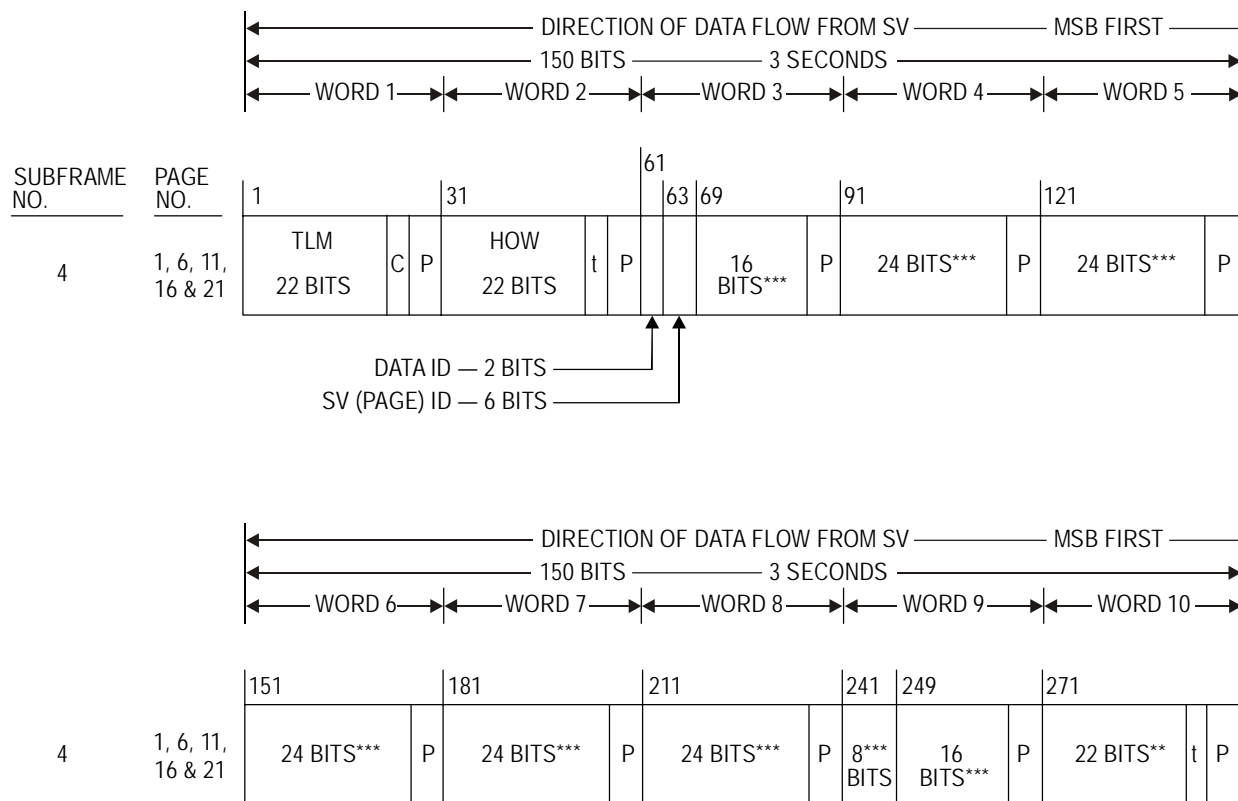 DIRECTION OF DATA FLOW FROM SV MSB FIRST
150 BITS 3 SECONDS
WORD 1 WORD 2 WORD 3 WORD 4 WORD 5
SUBFRAME NO. PAGE NO.
1 31 61 63 69 91 121
4
1, 6, 11, 16 & 21
TLM
22 BITS
C P
HOW
22 BITS
t P
16
BITS***
P
24 BITS***
P
24 BITS***
P
DATA ID — 2 BITS
SV (PAGE) ID — 6 BITS
DIRECTION OF DATA FLOW FROM SV MSB FIRST
150 BITS 3 SECONDS
WORD 6 WORD 7 WORD 8 WORD 9 WORD 10
151 181 211 241 249 271
4
1, 6, 11,
16 & 21
24 BITS***
P
24 BITS***
P
24 BITS***
P
8***
BITS
16
BITS***
P
22 BITS**
t P